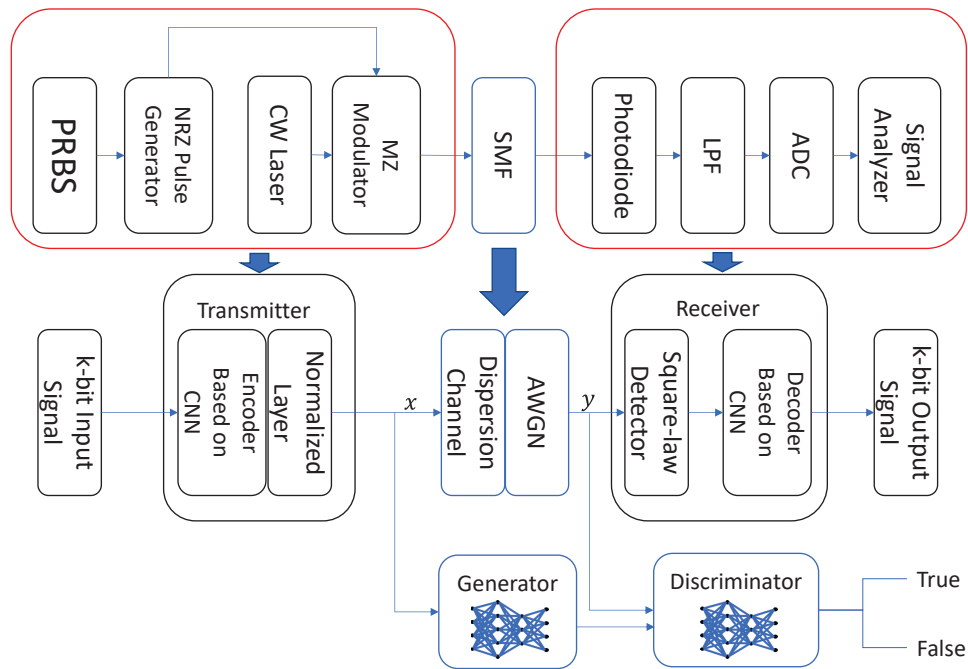 PRBS
NRZ Pulse
Generator
CW Laser
MZ
Modulator
SMF
Photodiode
LPF
ADC
Signal
Analyzer
Transmitter
Receiver
k-bit Input
Signal
Encoder
Based on
CNN
Normalized
Layer
x
Dispersion
Channel
AWGN
y
Square-law
Detector
Decoder
Based on
CNN
k-bit Output
Signal
Generator
Discriminator
True
False